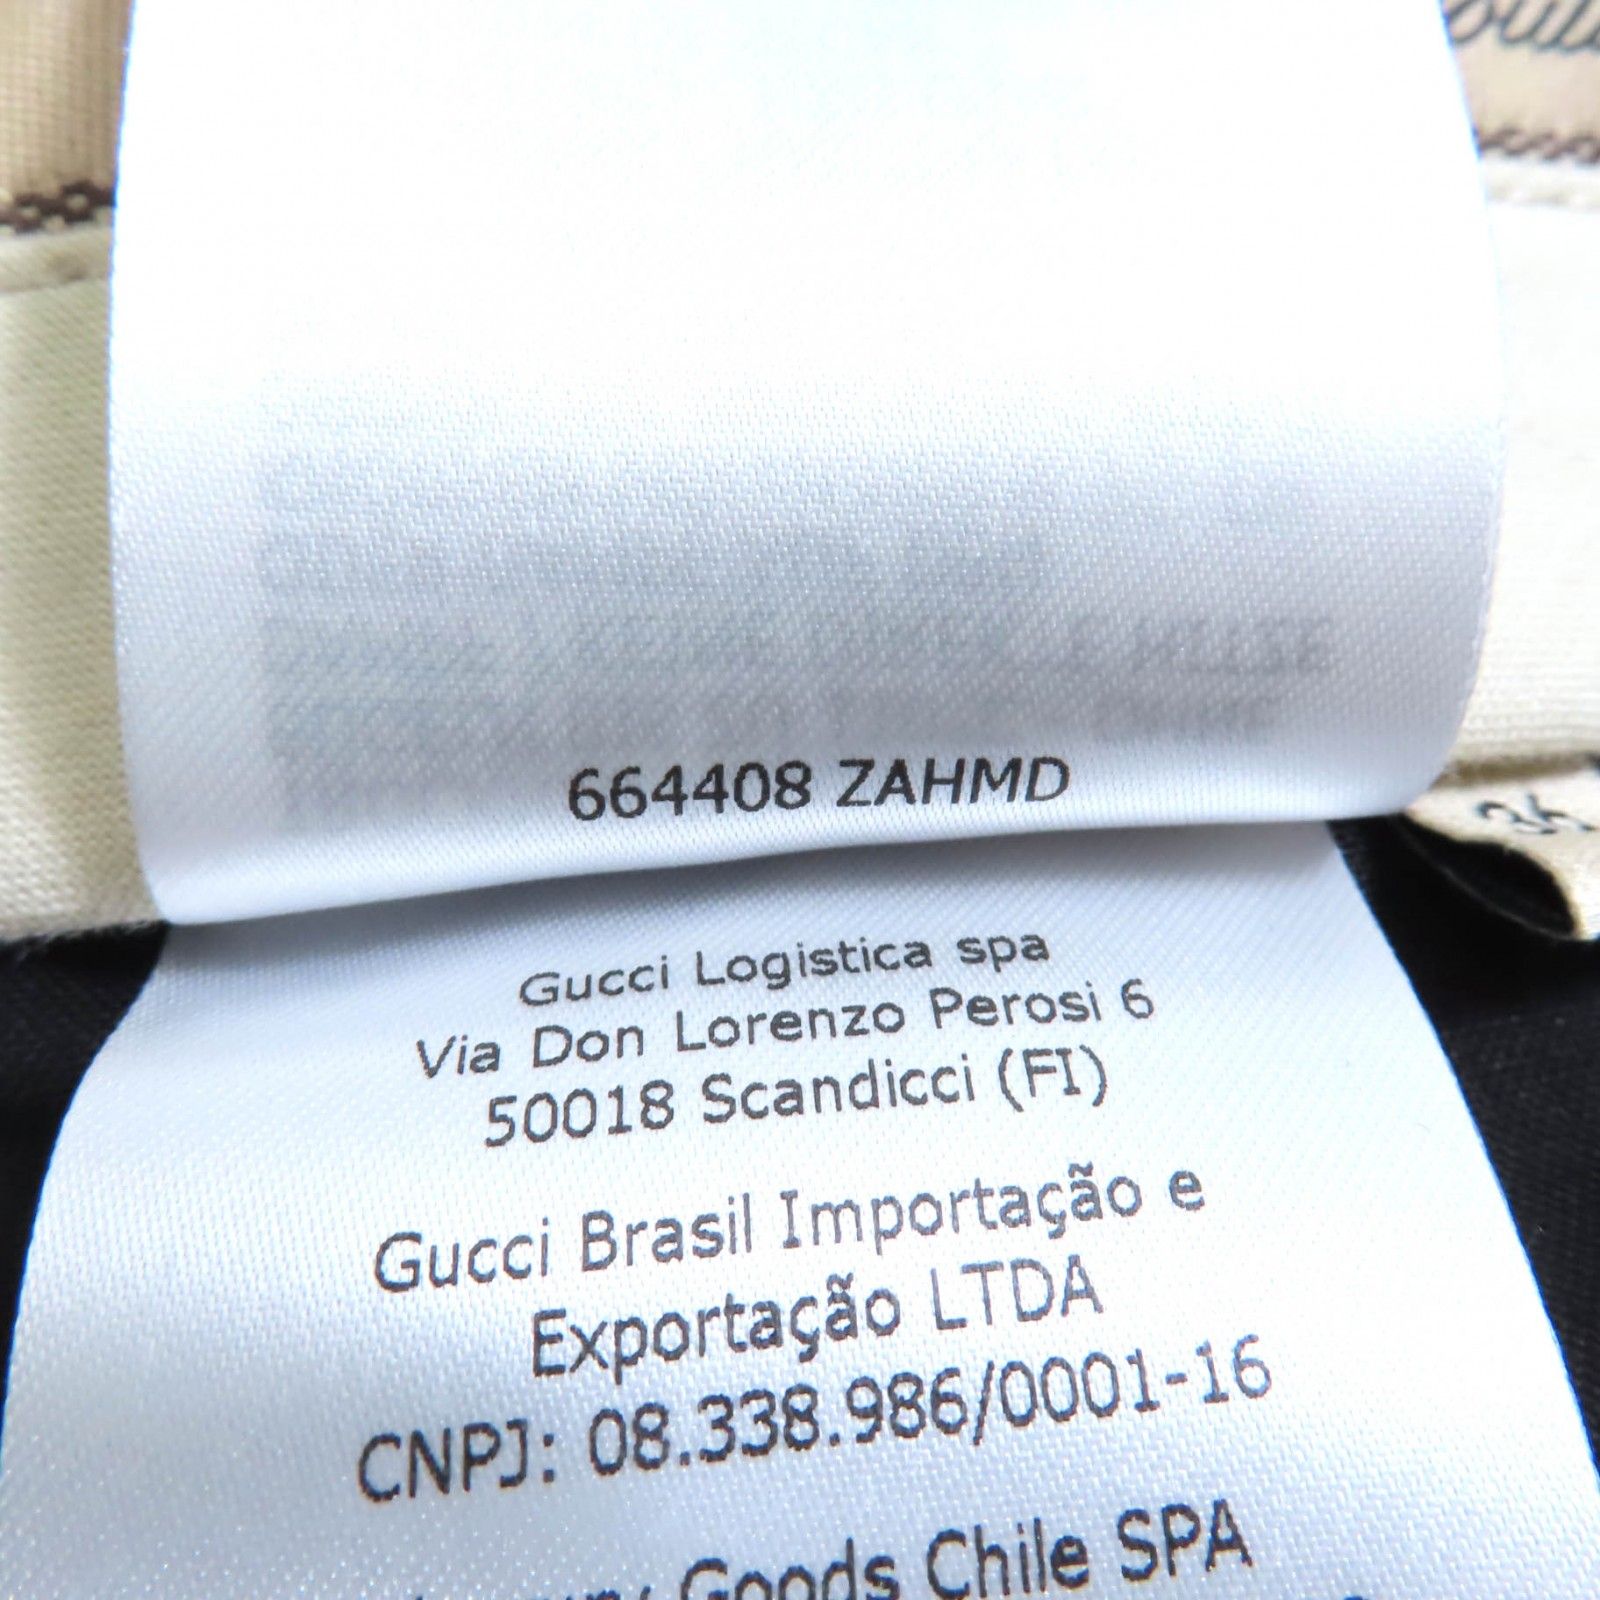 664408 ZAHMD
Gucci Logistica spa
Via Don Lorenzo Perosi 6
50018 Scandicci (FI)
Gucci Brasil Importação e
Exportação LTDA
CNPJ: 08.338.986/0001-16
Goods Chile SPA